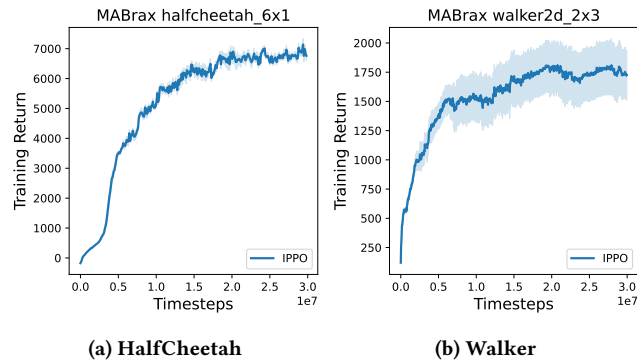 MABrax halfcheetah_6x1
7000
6000
5000
4000
3000
2000
1000
0
Training Return
IPPO
0.0 0.5 1.0 1.5 2.0 2.5 3.0
1e7
Timesteps
(a) HalfCheetah
MABrax walker2d_2x3
2000
1750
1500
1250
1000
750
500
250
Training Return
IPPO
0.0 0.5 1.0 1.5 2.0 2.5 3.0
1e7
Timesteps
(b) Walker